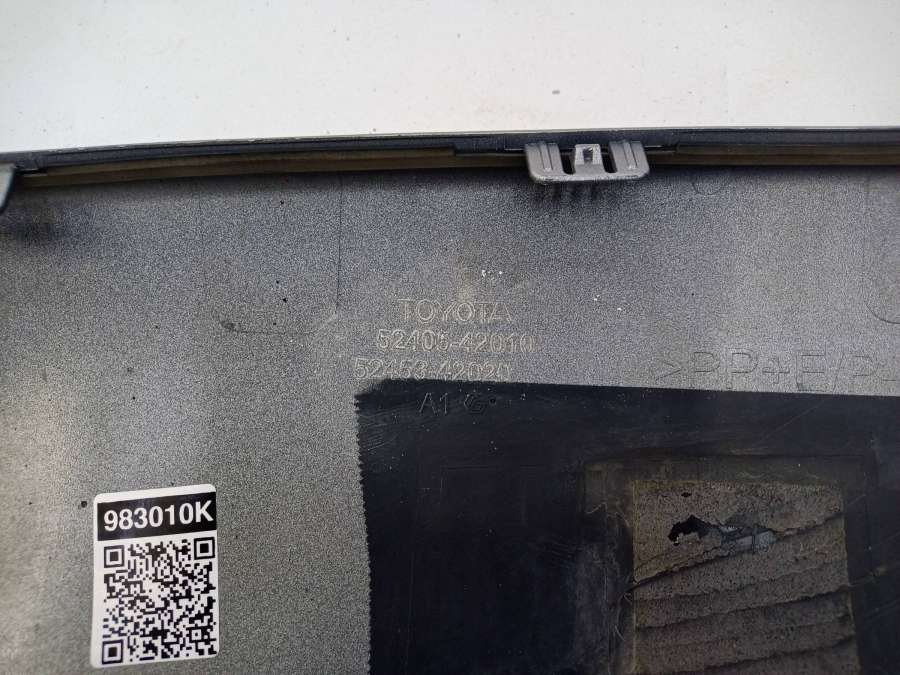 TOYOTA
52405-42010
52453-42020
>PP+E/P-
A1 G
983010K